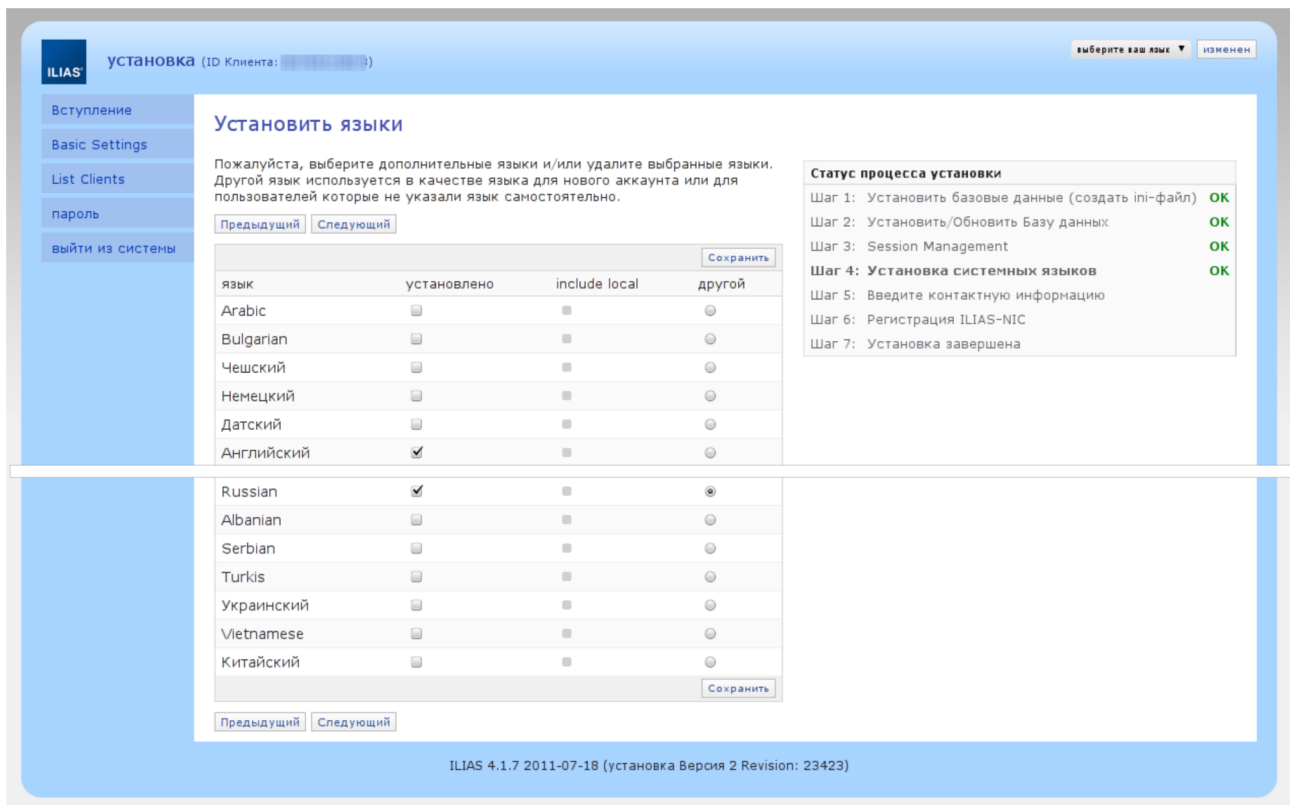 ILIAS
установка (ID Клиента: )
выберите ваш язык ▼ изменен
Вступление
Basic Settings
List Clients
пароль
выйти из системы
Установить языки
Пожалуйста, выберите дополнительные языки и/или удалите выбранные языки.
Другой язык используется в качестве языка для нового аккаунта или для
пользователей которые не указали язык самостоятельно.
Предыдущий Следующий
Сохранить
язык установлено include local другой
Arabic
Bulgarian
Чешский
Немецкий
Датский
Английский
Russian
Albanian
Serbian
Turkis
Украинский
Vietnamese
Китайский
Сохранить
Предыдущий Следующий
Статус процесса установки
Шаг 1: Установить базовые данные (создать ini-файл) OK
Шаг 2: Установить/Обновить Базу данных OK
Шаг 3: Session Management OK
Шаг 4: Установка системных языков OK
Шаг 5: Введите контактную информацию
Шаг 6: Регистрация ILIAS-NIC
Шаг 7: Установка завершена
ILIAS 4.1.7 2011-07-18 (установка Версия 2 Revision: 23423)